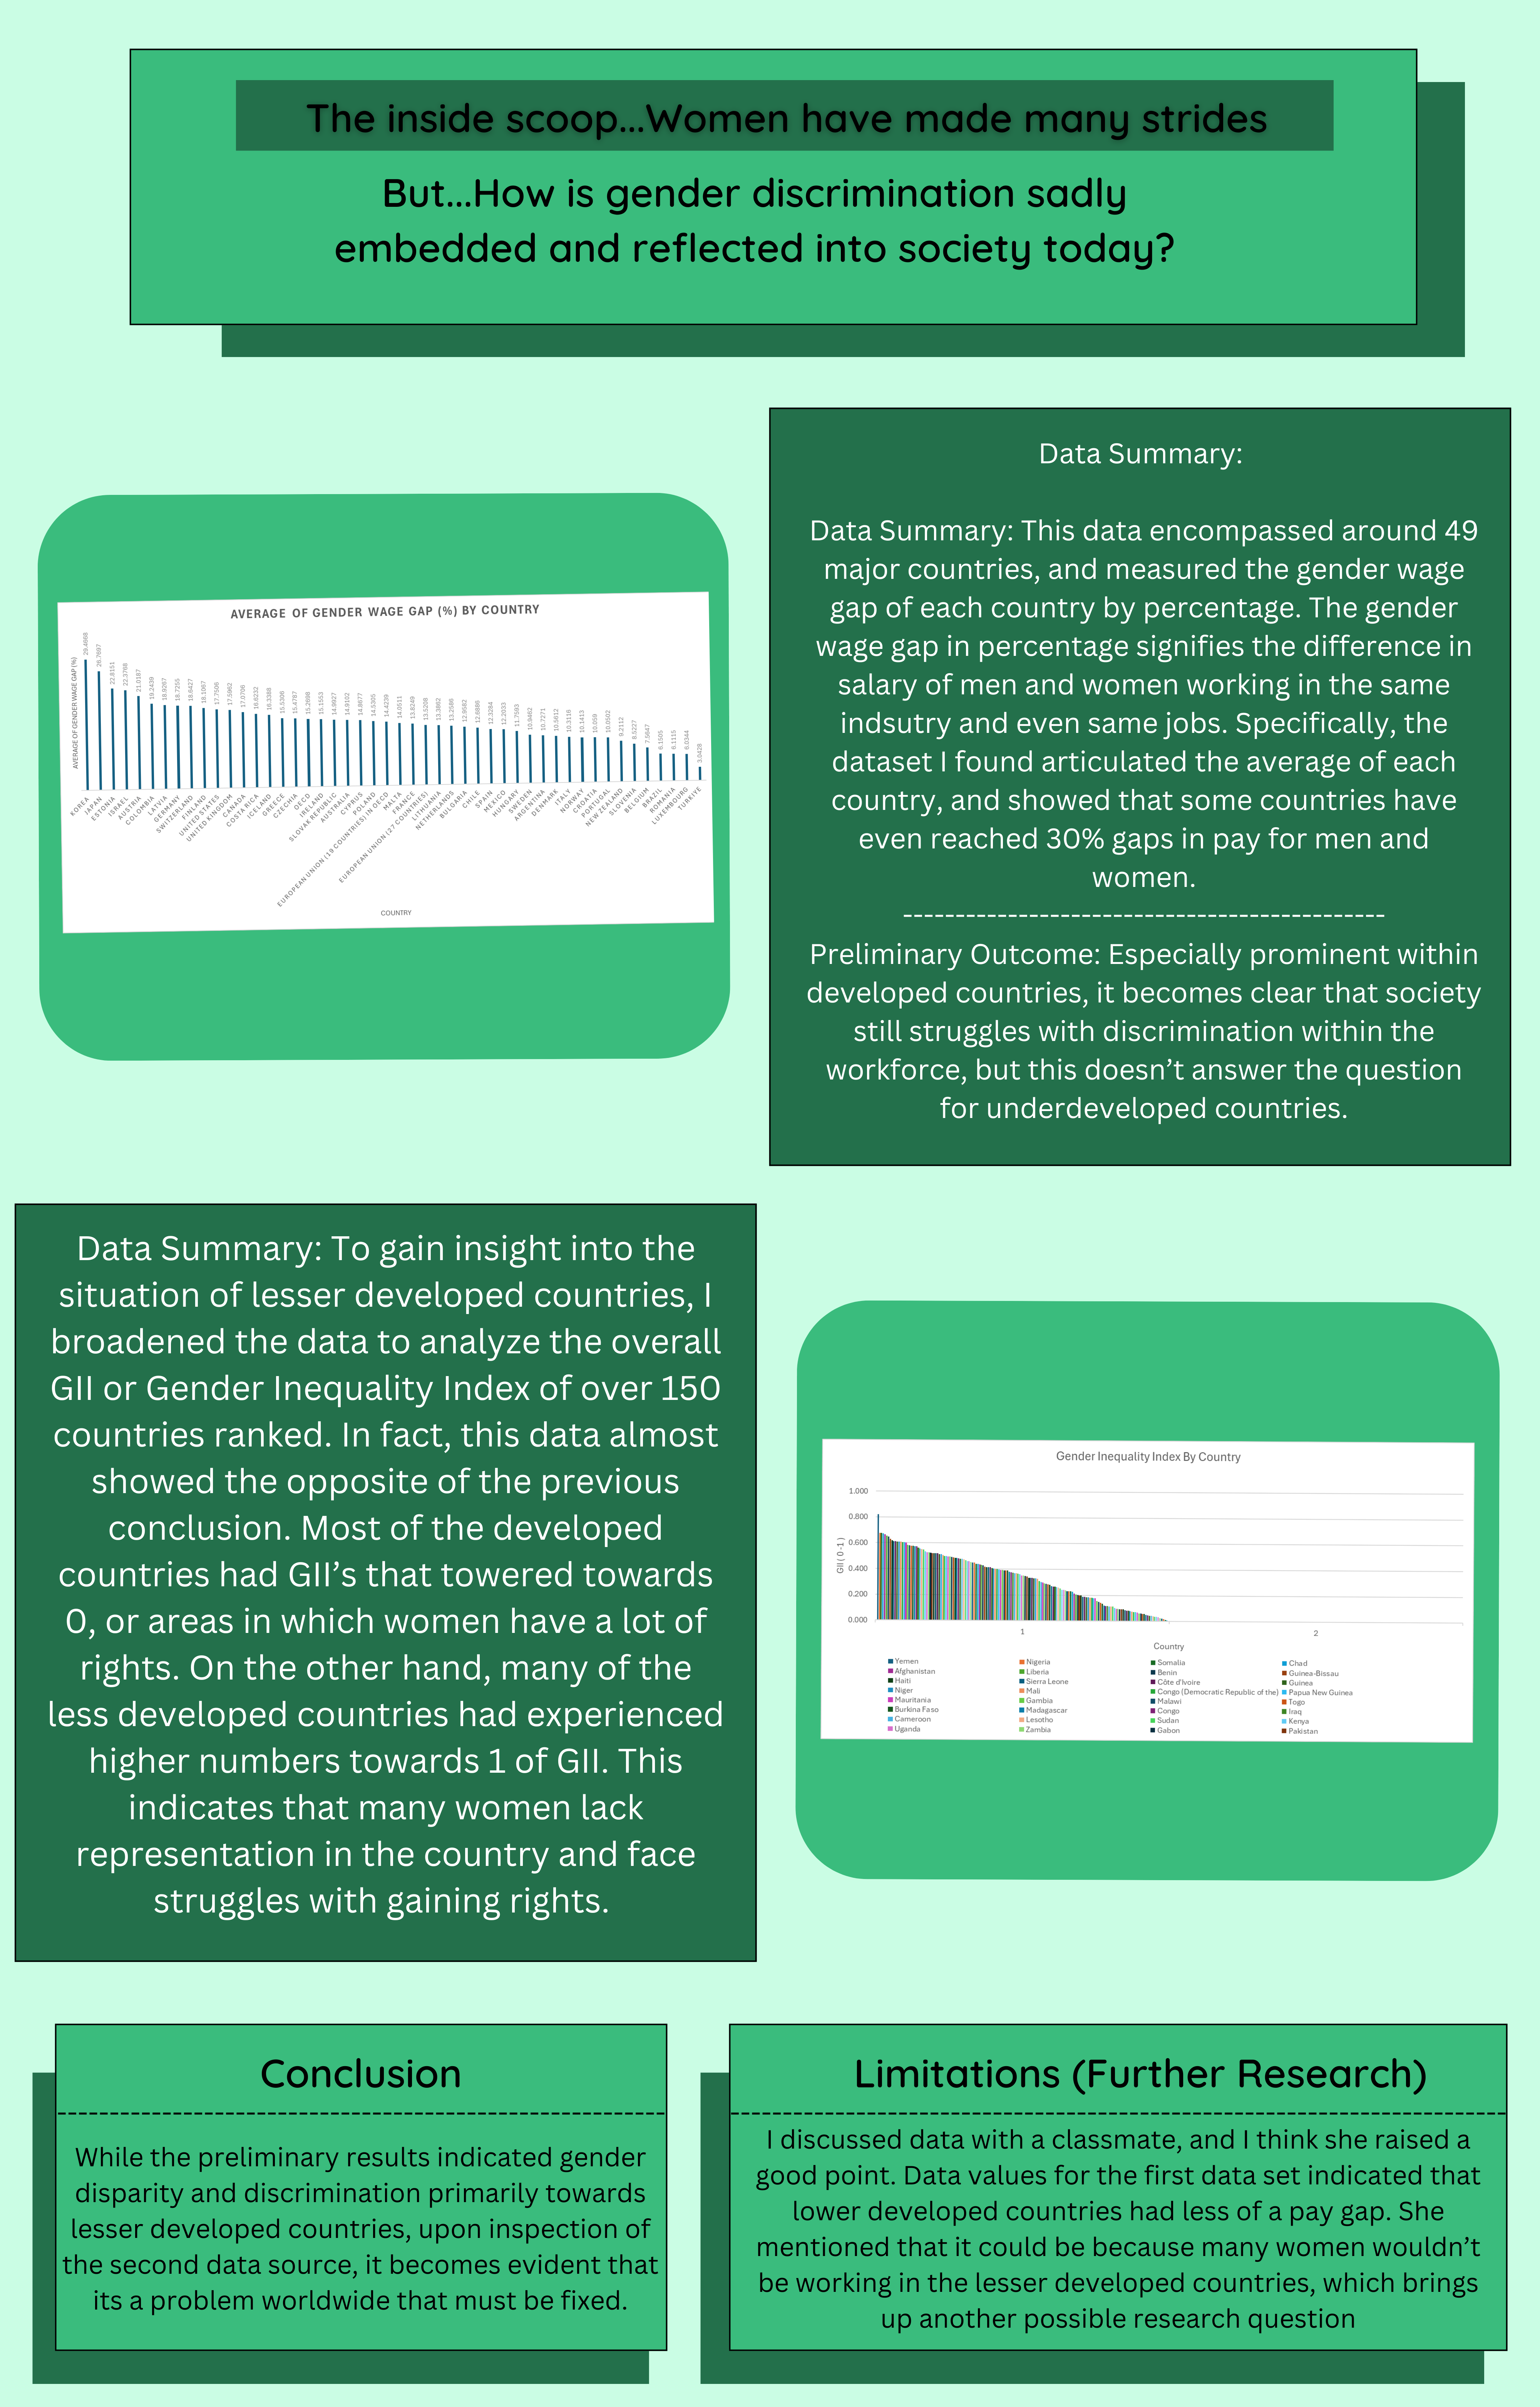 The inside scoop...Women have made many strides
But...How is gender discrimination sadly
embedded and reflected into society today?
AVERAGE OF GENDER WAGE GAP (%) BY COUNTRY
AVERAGE OF GENDER WAGE GAP (%)
29.4868
26.7697
22.8151
22.3768
21.0187
19.2439
18.8297
18.7255
18.6427
18.1067
17.7506
17.5962
17.0706
16.6232
16.3388
15.5300
15.4787
15.2698
15.1553
14.9927
14.9102
14.8677
14.5305
14.4239
14.0511
13.8249
13.5208
13.3662
13.2586
12.9582
12.6886
12.3284
12.2033
11.7593
10.9462
10.7271
10.5612
10.3116
10.1413
10.059
10.0502
9.2112
8.5227
7.5647
6.1505
6.1115
6.0344
3.0428
KOREA
JAPAN
ESTONIA
ISRAEL
AUSTRIA
COLOMBIA
LATVIA
GERMANY
SWITZERLAND
FINLAND
UNITED STATES
UNITED KINGDOM
CANADA
COSTA RICA
ICELAND
GREECE
CZECHIA
OECD
IRELAND
SLOVAK REPUBLIC
AUSTRALIA
CYPRUS
POLAND
EUROPEAN UNION (19 COUNTRIES) IN OECD
MALTA
FRANCE
EUROPEAN UNION (27 COUNTRIES)
LITHUANIA
NETHERLANDS
BULGARIA
CHILE
SPAIN
MEXICO
HUNGARY
SWEDEN
ARGENTINA
DENMARK
ITALY
NORWAY
CROATIA
PORTUGAL
NEW ZEALAND
SLOVENIA
BELGIUM
BRAZIL
ROMANIA
LUXEMBOURG
TÜRKIYE
COUNTRY
Data Summary:
Data Summary: This data encompassed around 49
major countries, and measured the gender wage
gap of each country by percentage. The gender
wage gap in percentage signifies the difference in
salary of men and women working in the same
indsutry and even same jobs. Specifically, the
dataset I found articulated the average of each
country, and showed that some countries have
even reached 30% gaps in pay for men and
women.
----------------------------------------------
Preliminary Outcome: Especially prominent within
developed countries, it becomes clear that society
still struggles with discrimination within the
workforce, but this doesn’t answer the question
for underdeveloped countries.
Data Summary: To gain insight into the
situation of lesser developed countries, I
broadened the data to analyze the overall
GII or Gender Inequality Index of over 150
countries ranked. In fact, this data almost
showed the opposite of the previous
conclusion. Most of the developed
countries had GII’s that towered towards
0, or areas in which women have a lot of
rights. On the other hand, many of the
less developed countries had experienced
higher numbers towards 1 of GII. This
indicates that many women lack
representation in the country and face
struggles with gaining rights.
Gender Inequality Index By Country
GII ( 0-1 )
1.000
0.800
0.600
0.400
0.200
0.000
1 2
Country
Yemen Nigeria Somalia Chad
Afghanistan Liberia Benin Guinea-Bissau
Haiti Sierra Leone Côte d'Ivoire Guinea
Niger Mali Congo (Democratic Republic of the) Papua New Guinea
Mauritania Gambia Malawi Togo
Burkina Faso Madagascar Congo Iraq
Cameroon Lesotho Sudan Kenya
Uganda Zambia Gabon Pakistan
Conclusion
While the preliminary results indicated gender
disparity and discrimination primarily towards
lesser developed countries, upon inspection of
the second data source, it becomes evident that
its a problem worldwide that must be fixed.
Limitations (Further Research)
I discussed data with a classmate, and I think she raised a
good point. Data values for the first data set indicated that
lower developed countries had less of a pay gap. She
mentioned that it could be because many women wouldn’t
be working in the lesser developed countries, which brings
up another possible research question